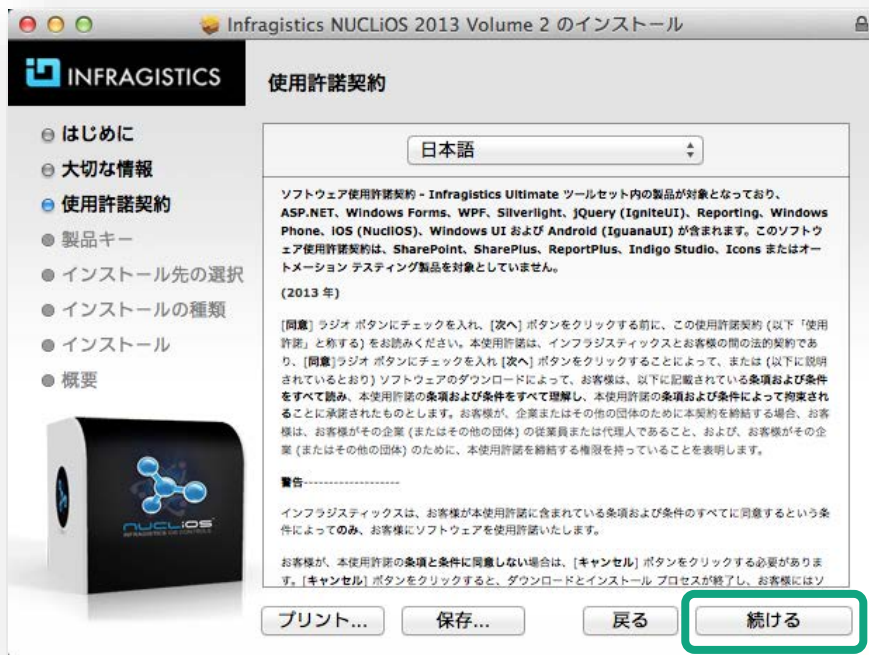 Infragistics NUCLiOS 2013 Volume 2 のインストール
INFRAGISTICS
使用許諾契約
はじめに
大切な情報
使用許諾契約
製品キー
インストール先の選択
インストールの種類
インストール
概要
日本語
ソフトウェア使用許諾契約 – Infragistics Ultimate ツールセット内の製品が対象となっており、
ASP.NET、Windows Forms、WPF、Silverlight、jQuery (IgniteUI)、Reporting、Windows
Phone、iOS (NucliOS)、Windows UI および Android (IguanaUI) が含まれます。このソフトウ
ェア使用許諾契約は、SharePoint、SharePlus、ReportPlus、Indigo Studio、Icons またはオー
トメーション テスティング製品を対象としていません。
(2013 年)
[同意] ラジオ ボタンにチェックを入れ、[次へ] ボタンをクリックする前に、この使用許諾契約 (以下「使用
許諾」と称する) をお読みください。本使用許諾は、インフラジスティックスとお客様の間の法的契約であ
り、[同意]ラジオ ボタンにチェックを入れ [次へ] ボタンをクリックすることによって、または (以下に説明
されているとおり) ソフトウェアのダウンロードによって、お客様は、以下に記載されている条項および条件
をすべて読み、本使用許諾の条項および条件をすべて理解し、本使用許諾の条項および条件によって拘束され
ることに承諾されたものとします。お客様が、企業またはその他の団体のために本契約を締結する場合、お客
様は、お客様がその企業 (またはその他の団体) の従業員または代理人であること、および、お客様がその企
業 (またはその他の団体) のために、本使用許諾を締結する権限を持っていることを表明します。
警告-------------------
インフラジスティックスは、お客様が本使用許諾に含まれている条項および条件のすべてに同意するという条
件によってのみ、お客様にソフトウェアを使用許諾いたします。
お客様が、本使用許諾の条項と条件に同意しない場合は、[キャンセル] ボタンをクリックする必要がありま
す。[キャンセル] ボタンをクリックすると、ダウンロードとインストール プロセスが終了し、お客様にはソ
NUCLiOS
INFRAGISTICS iOS CONTROLS
プリント...
保存...
戻る
続ける